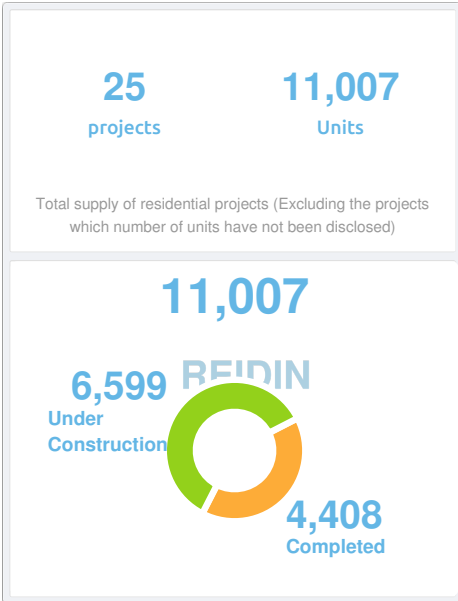 25
projects
11,007
Units
Total supply of residential projects (Excluding the projects
which number of units have not been disclosed)
11,007
REIDIN
6,599
Under
Construction
4,408
Completed